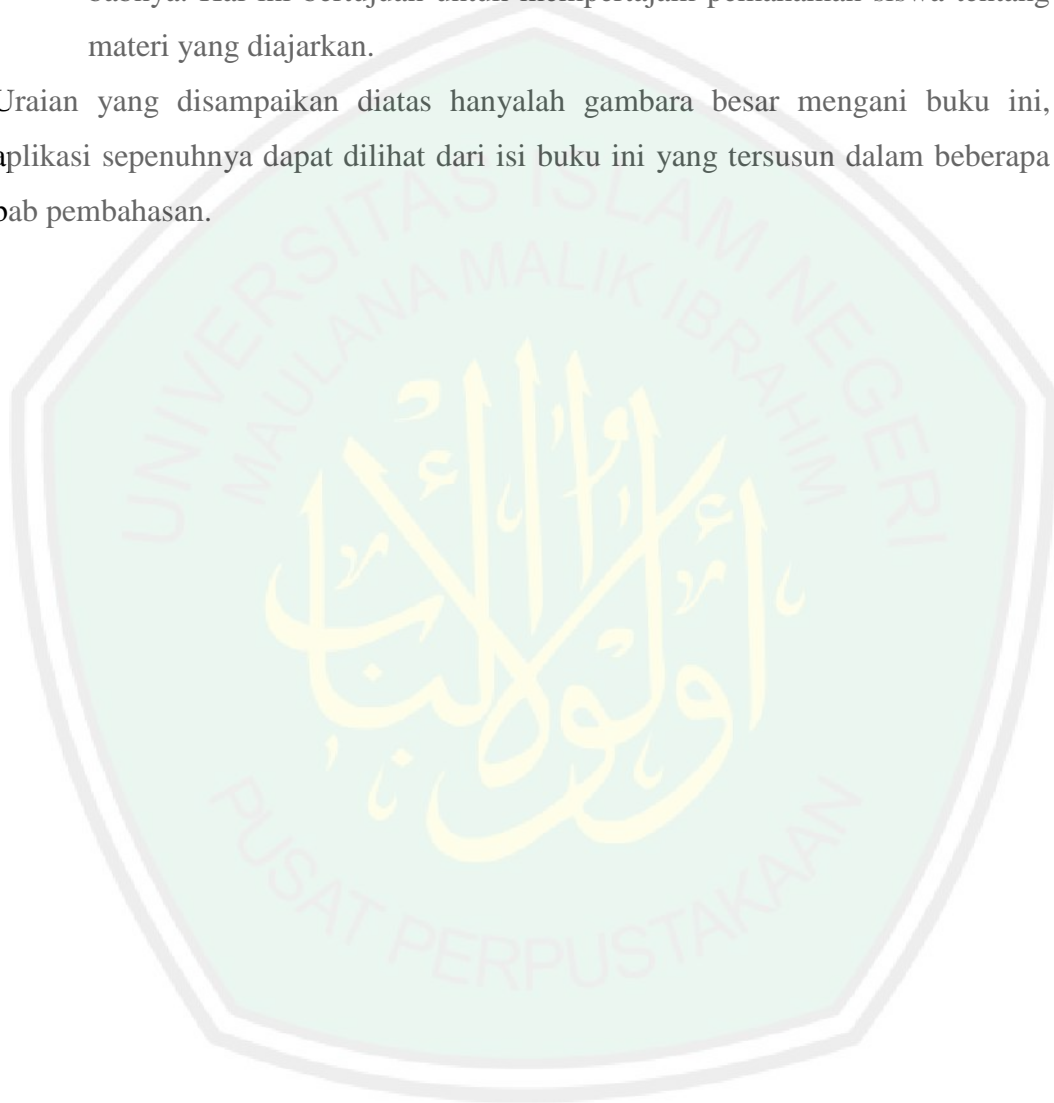 materi yang diajarkan.
Uraian yang disampaikan diatas hanyalah gambara besar mengani buku ini,
aplikasi sepenuhnya dapat dilihat dari isi buku ini yang tersusun dalam beberapa
bab pembahasan.
UNIVERSITAS ISLAM NEGERI
MAULANA MALIK IBRAHIM
PUSAT PERPUSTAKAAN